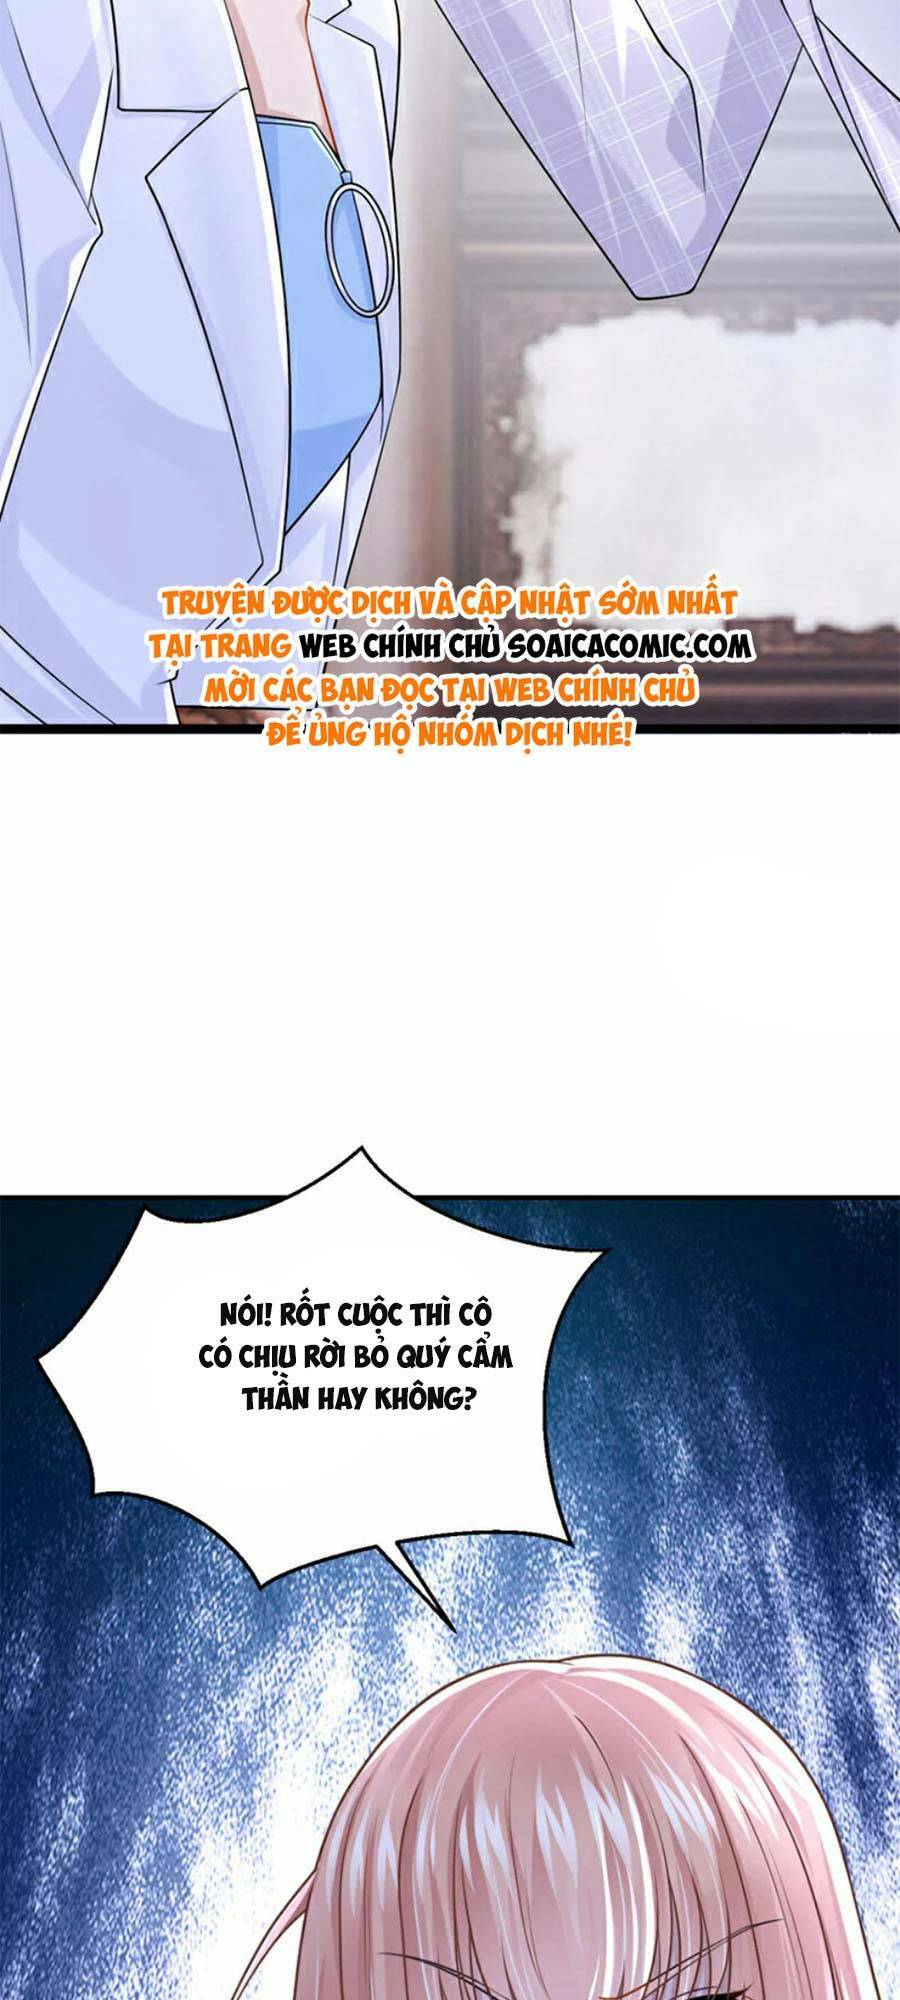 TRUYỆN ĐƯỢC DỊCH VÀ CẬP NHẬT SỚM NHẤT
TẠI TRANG WEB CHÍNH CHỦ SOAICACOMIC.COM
MỜI CÁC BẠN ĐỌC TẠI WEB CHÍNH CHỦ
ĐỂ ỦNG HỘ NHÓM DỊCH NHÉ!
NÓI! RỐT CUỘC THÌ CÔ
CÓ CHỊU RỜI BỎ QUÝ CẨM
THẦN HAY KHÔNG?